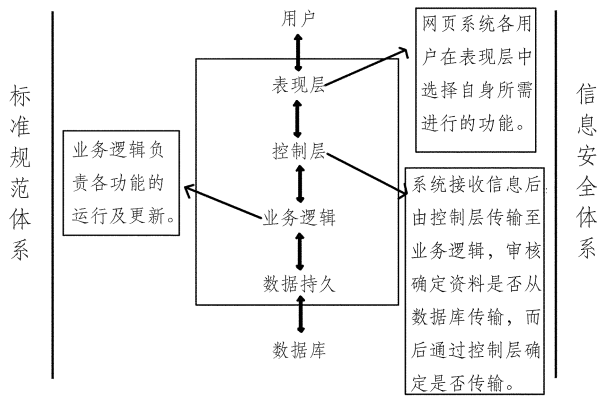 用户
表现层
控制层
业务逻辑
数据持久
数据库
网页系统各用
户在表现层中
选择自身所需
进行的功能。
业务逻辑负
责各功能的
运行及更新。
系统接收信息后,
由控制层传输至
业务逻辑，审核
确定资料是否从
数据库传输，而
后通过控制层确
定是否传输。
标准规范体系
信息安全体系